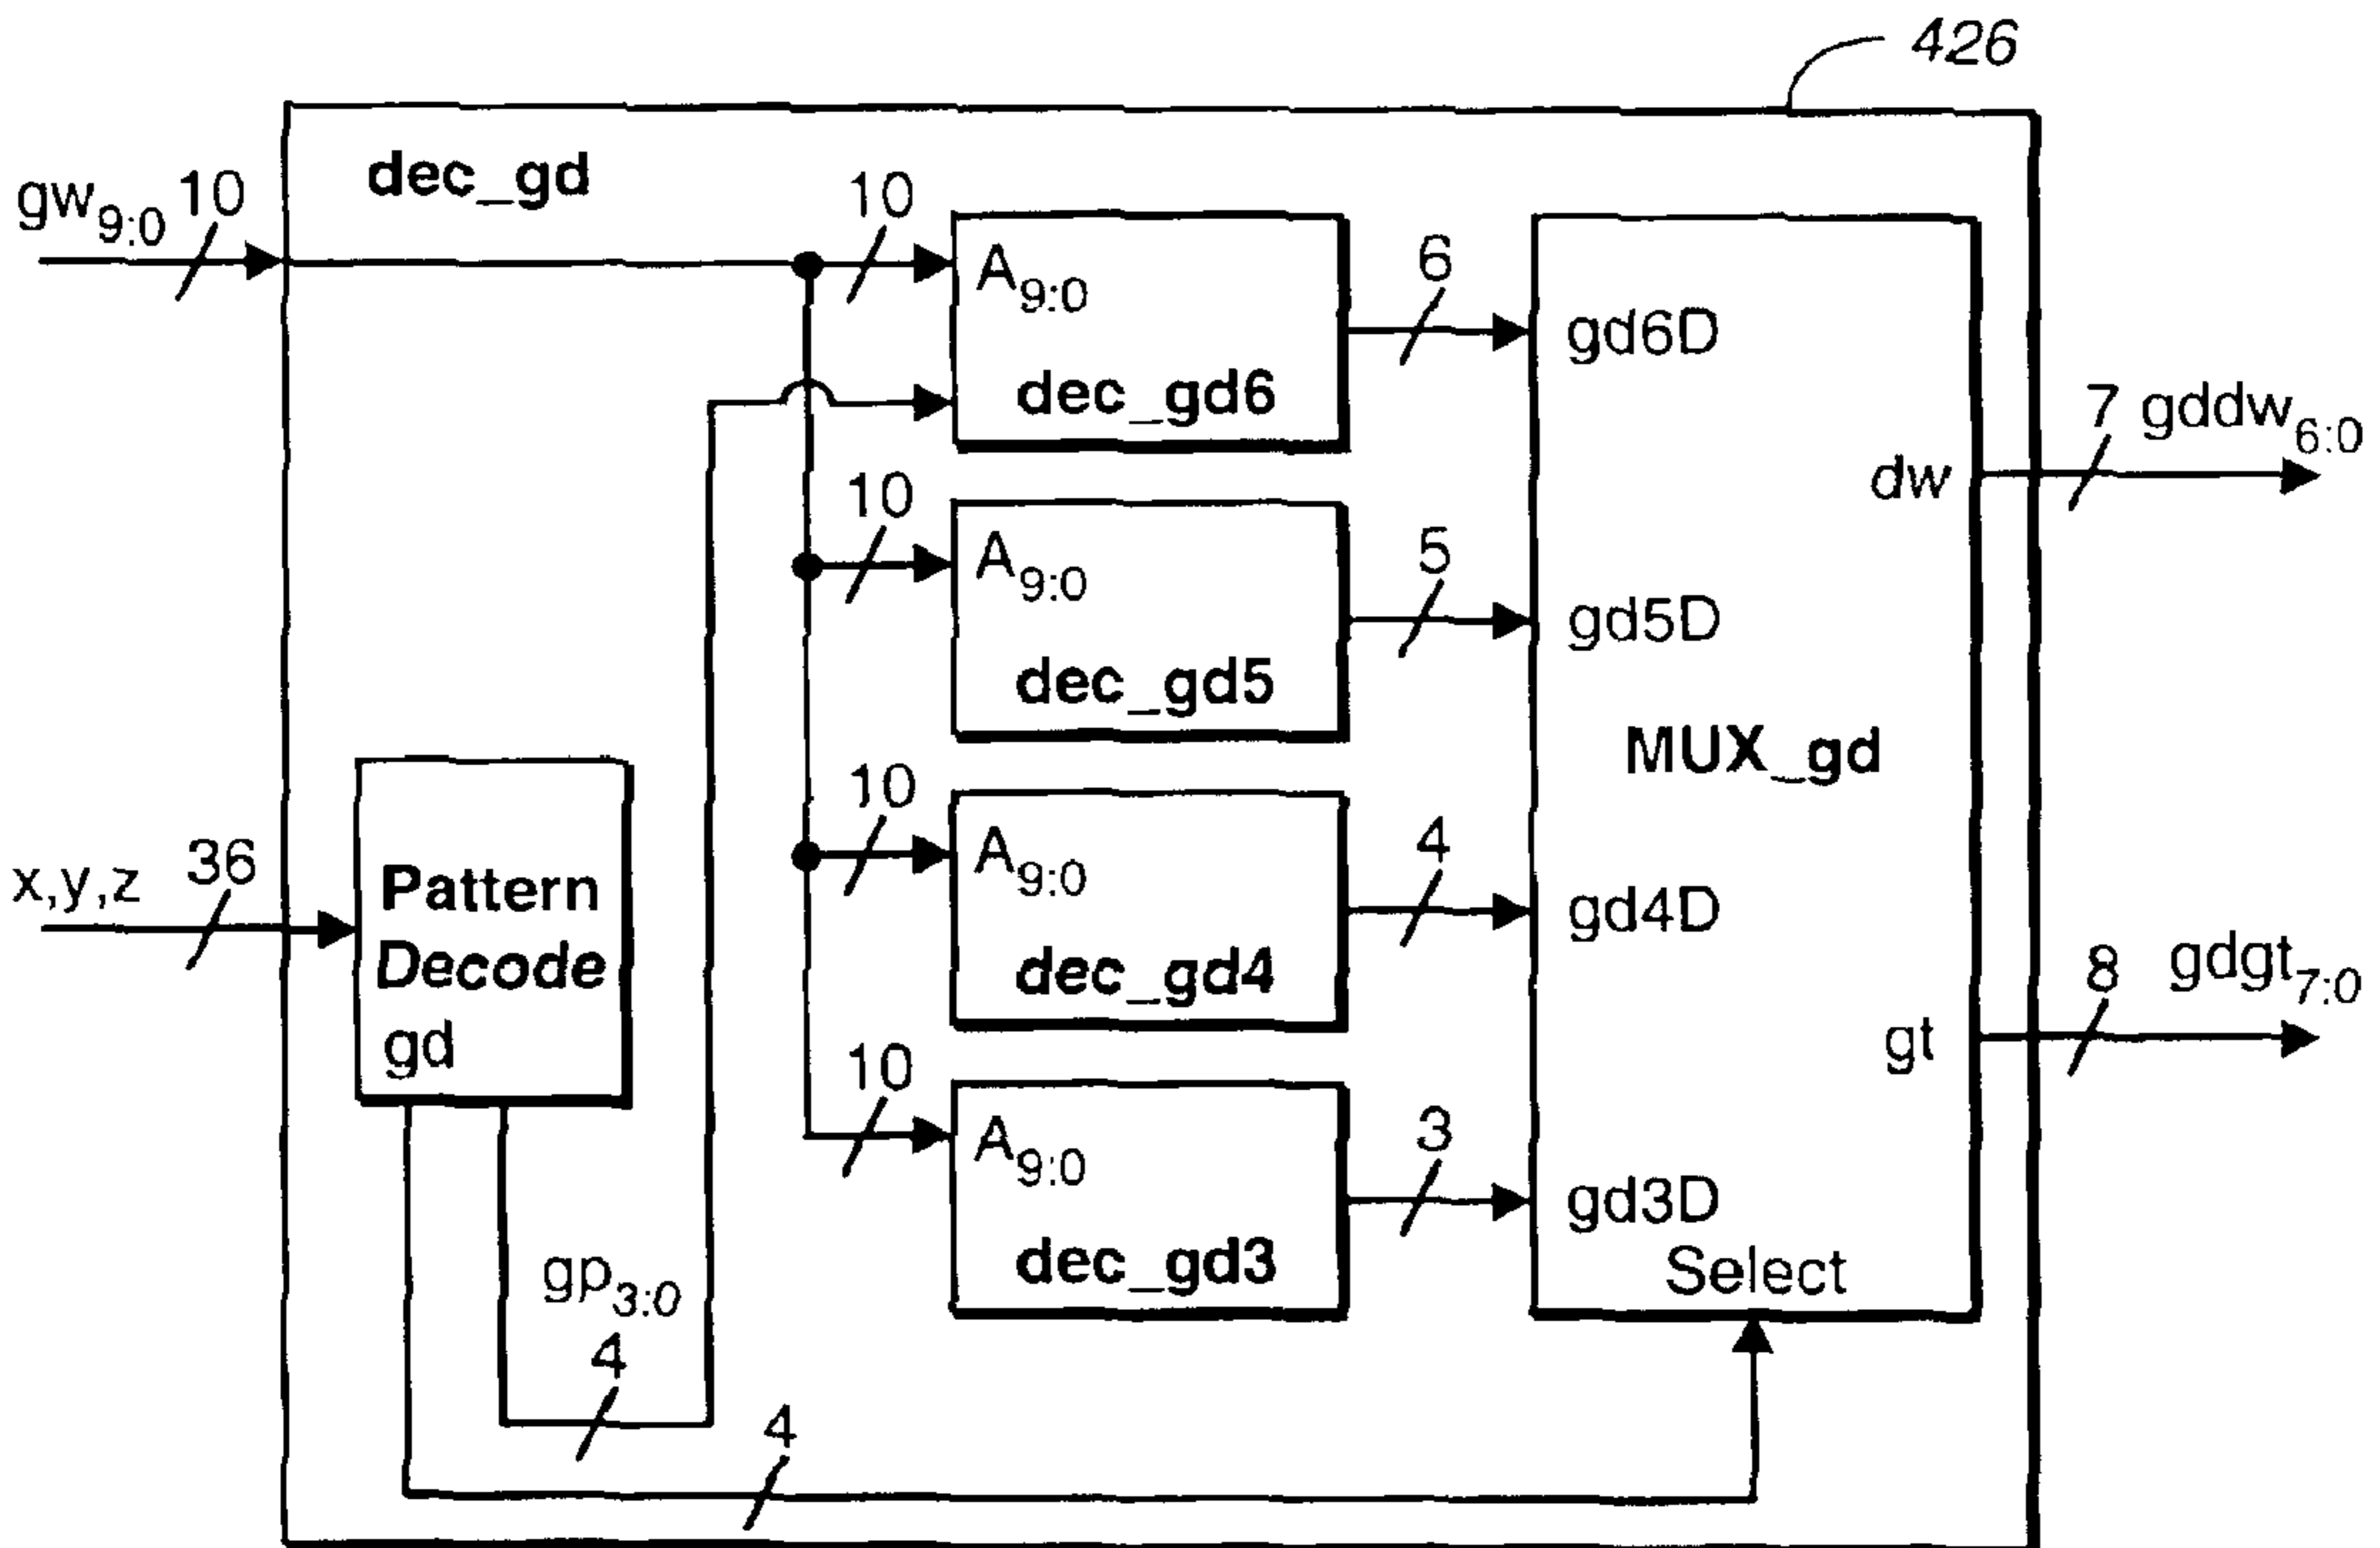 426
dec_gd
gw9:0
10
10
A9:0
dec_gd6
6
gd6D
7
gddw6:0
dw
10
A9:0
dec_gd5
5
gd5D
MUX_gd
x,y,z
36
Pattern
Decode
gd
10
A9:0
dec_gd4
4
gd4D
8
gdgt7:0
gt
10
A9:0
dec_gd3
3
gd3D
Select
gp3:0
4
4